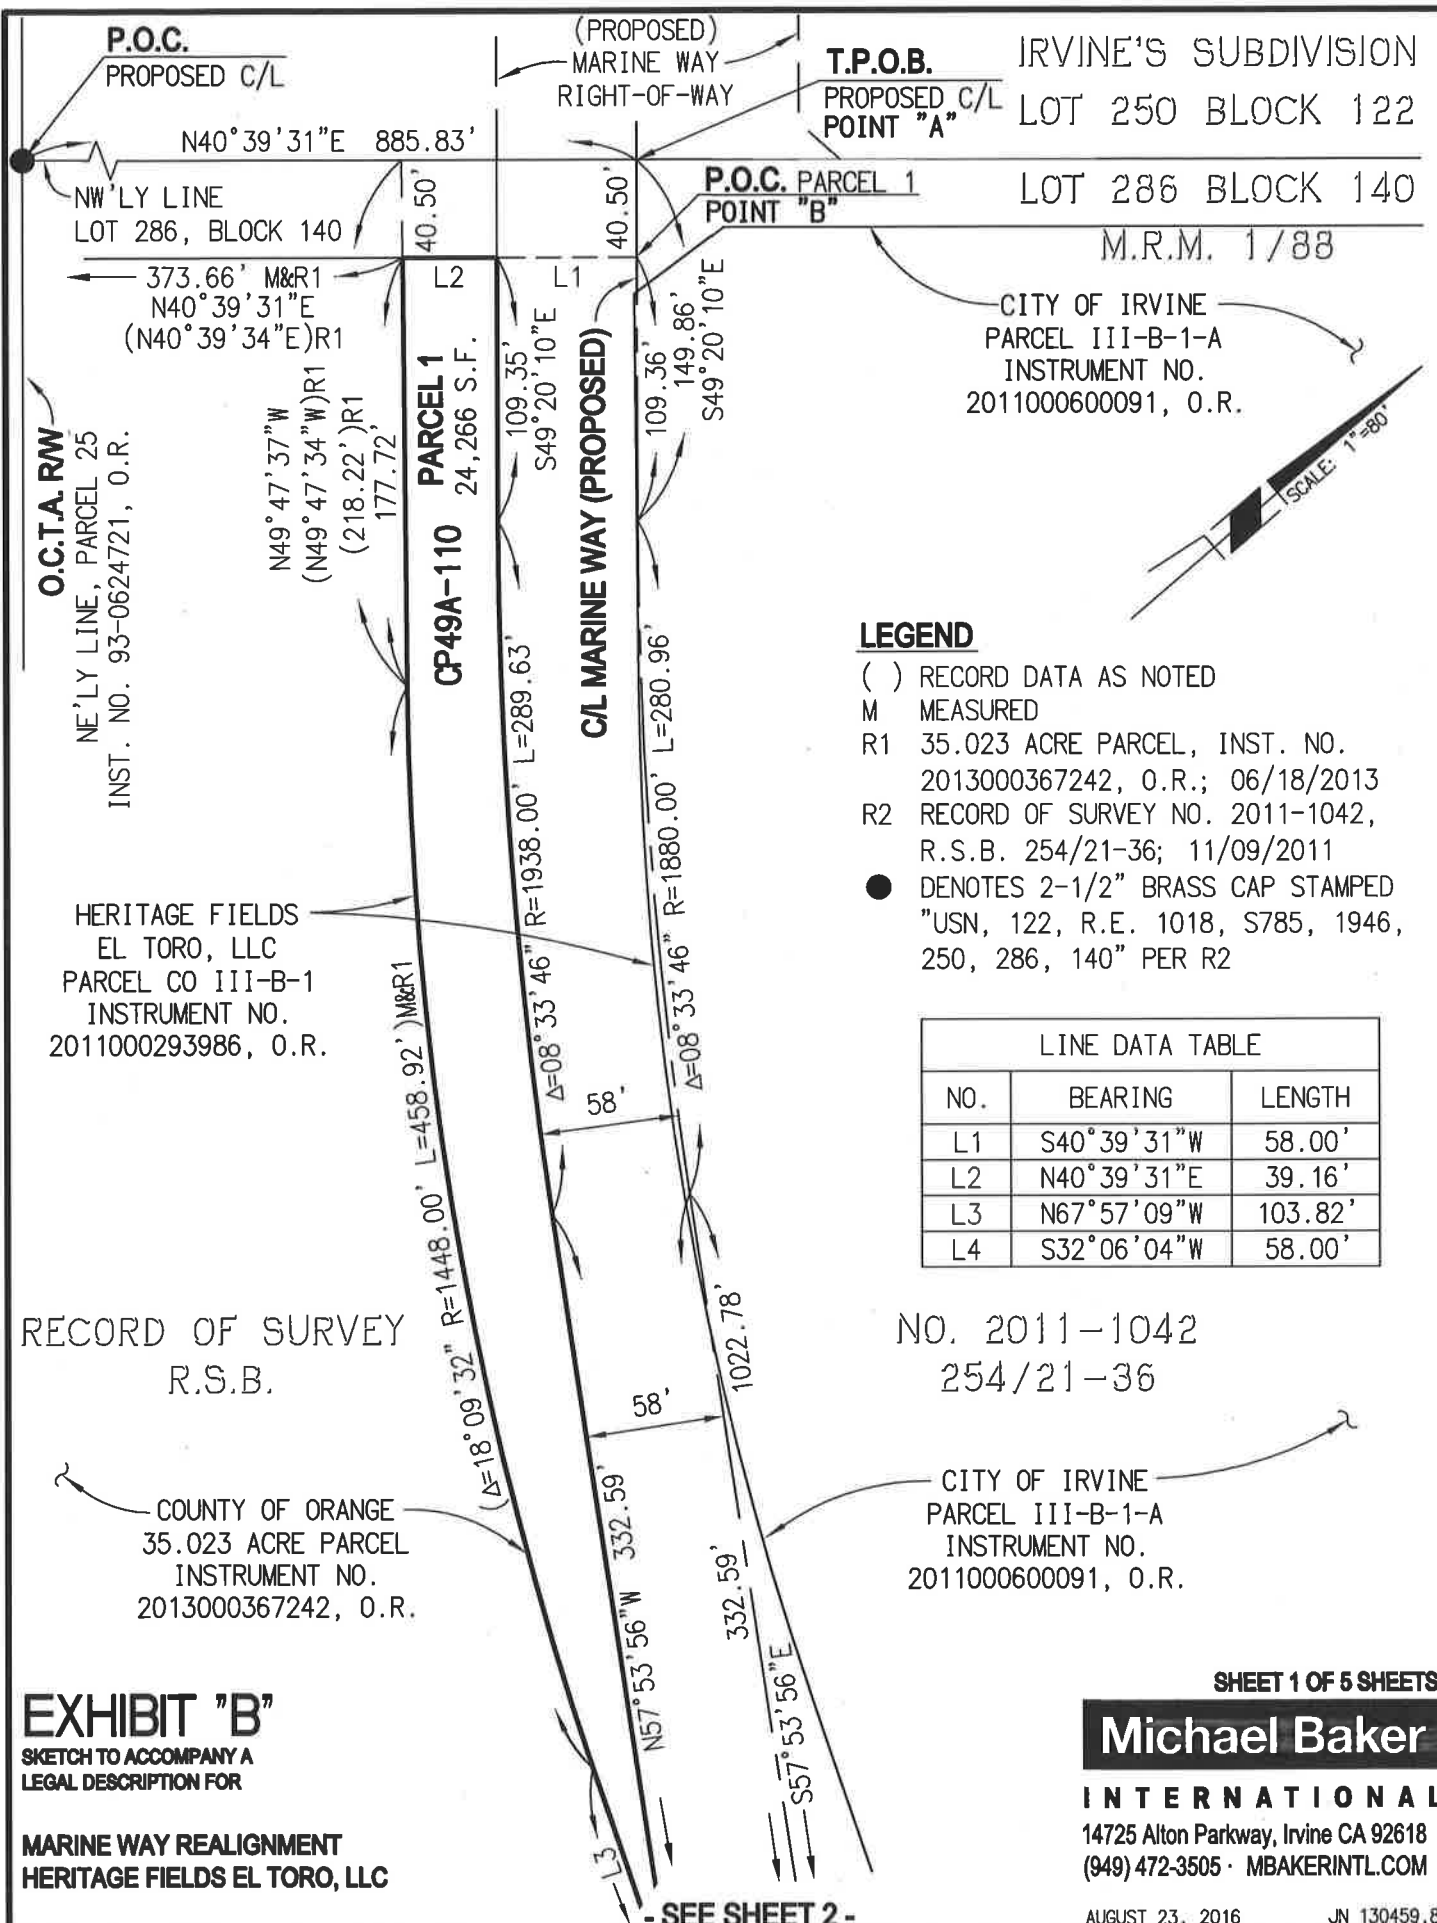 P.O.C.
PROPOSED C/L
(PROPOSED)
MARINE WAY
RIGHT-OF-WAY
T.P.O.B.
PROPOSED C/L
POINT "A"
IRVINE'S SUBDIVISION
LOT 250 BLOCK 122
N40°39'31"E 885.83'
NW'LY LINE
LOT 286, BLOCK 140
40.50'
40.50'
P.O.C. PARCEL 1
POINT "B"
LOT 286 BLOCK 140
M.R.M. 1/88
373.66' M&R1
N40°39'31"E
(N40°39'34"E)R1
L2
L1
CITY OF IRVINE
PARCEL III-B-1-A
INSTRUMENT NO.
2011000600091, O.R.
SCALE: 1"=80'
O.C.T.A. R/W
NE'LY LINE, PARCEL 25
INST. NO. 93-0624721, O.R.
N49°47'37"W
(N49°47'34"W)R1
(218.22')R1
177.72'
PARCEL 1
24,266 S.F.
CP49A-110
109.35'
S49°20'10"E
C/L MARINE WAY (PROPOSED)
109.36'
149.86'
S49°20'10"E
Δ=08°33'46" R=1938.00' L=289.63'
Δ=08°33'46" R=1880.00' L=280.96'
LEGEND
( ) RECORD DATA AS NOTED
M MEASURED
R1 35.023 ACRE PARCEL, INST. NO.
2013000367242, O.R.; 06/18/2013
R2 RECORD OF SURVEY NO. 2011-1042,
R.S.B. 254/21-36; 11/09/2011
DENOTES 2-1/2" BRASS CAP STAMPED
"USN, 122, R.E. 1018, S785, 1946,
250, 286, 140" PER R2
HERITAGE FIELDS
EL TORO, LLC
PARCEL CO III-B-1
INSTRUMENT NO.
2011000293986, O.R.
(Δ=18°09'32" R=1448.00' L=458.92')M&R1
58'
LINE DATA TABLE
NO. BEARING LENGTH
L1 S40°39'31"W 58.00'
L2 N40°39'31"E 39.16'
L3 N67°57'09"W 103.82'
L4 S32°06'04"W 58.00'
RECORD OF SURVEY
R.S.B.
NO. 2011-1042
254/21-36
1022.78'
58'
COUNTY OF ORANGE
35.023 ACRE PARCEL
INSTRUMENT NO.
2013000367242, O.R.
CITY OF IRVINE
PARCEL III-B-1-A
INSTRUMENT NO.
2011000600091, O.R.
N57°53'56"W 332.59'
332.59'
S57°53'56"E
L3
EXHIBIT "B"
SKETCH TO ACCOMPANY A
LEGAL DESCRIPTION FOR
MARINE WAY REALIGNMENT
HERITAGE FIELDS EL TORO, LLC
- SEE SHEET 2 -
SHEET 1 OF 5 SHEETS
Michael Baker
INTERNATIONAL
14725 Alton Parkway, Irvine CA 92618
(949) 472-3505 · MBAKERINTL.COM
AUGUST 23, 2016 JN 130459.8